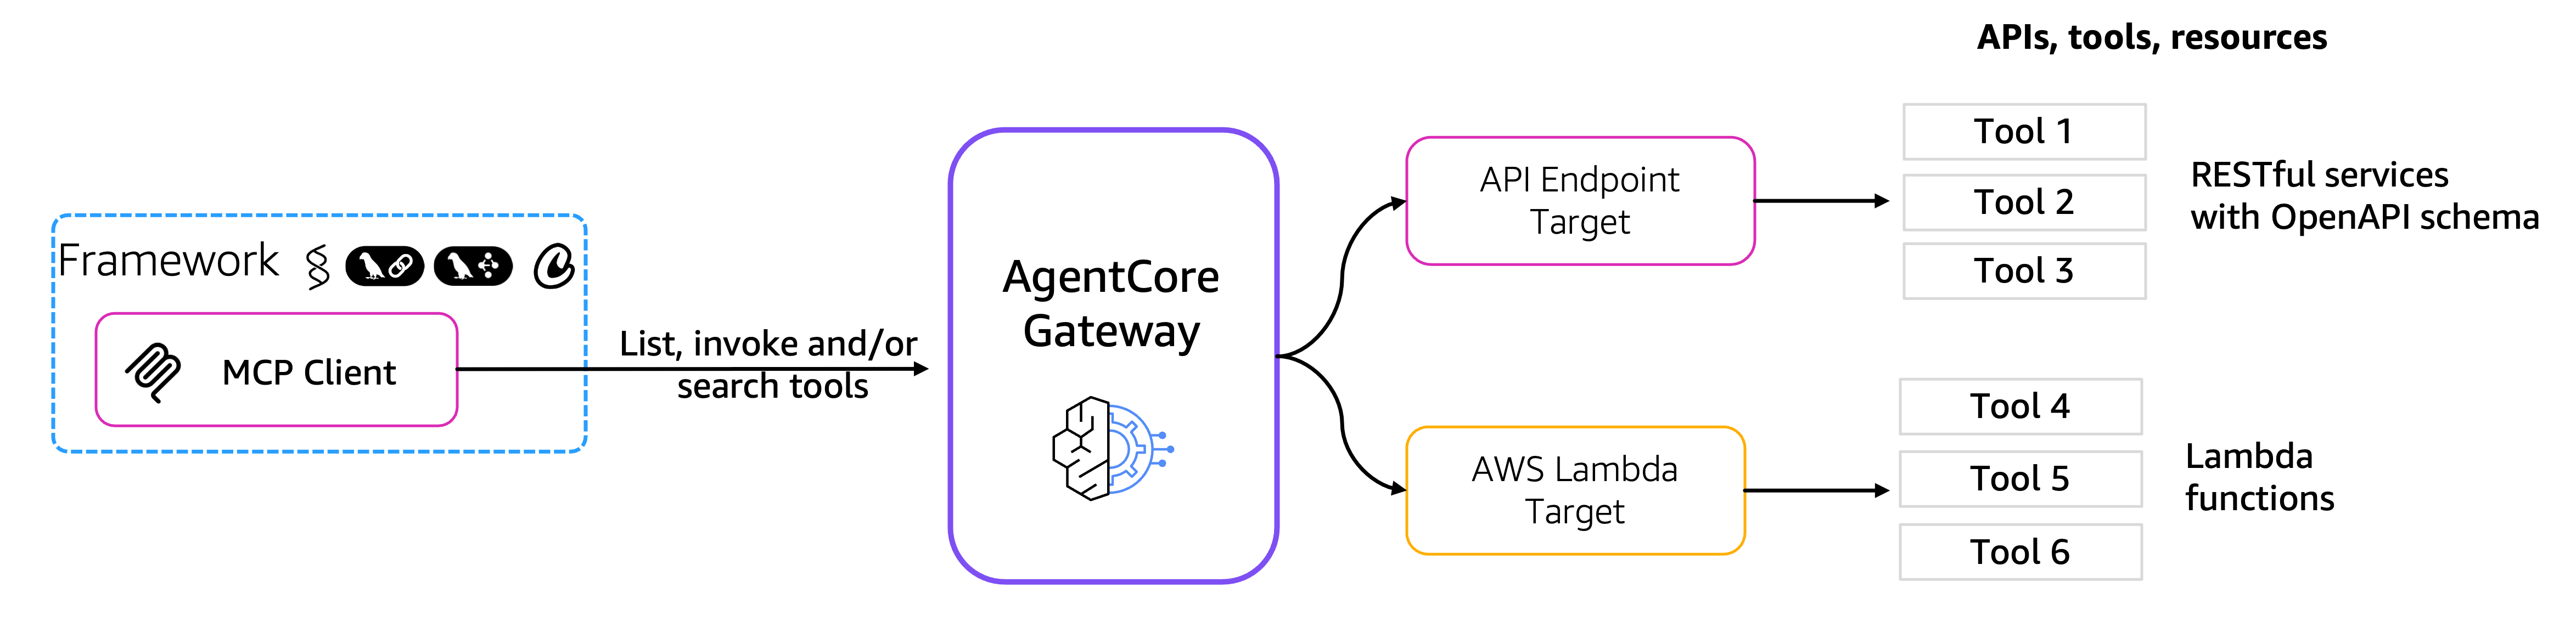 APIs, tools, resources
Framework
MCP Client
List, invoke and/or
search tools
AgentCore
Gateway
API Endpoint
Target
AWS Lambda
Target
Tool 1
Tool 2
Tool 3
RESTful services
with OpenAPI schema
Tool 4
Tool 5
Tool 6
Lambda
functions